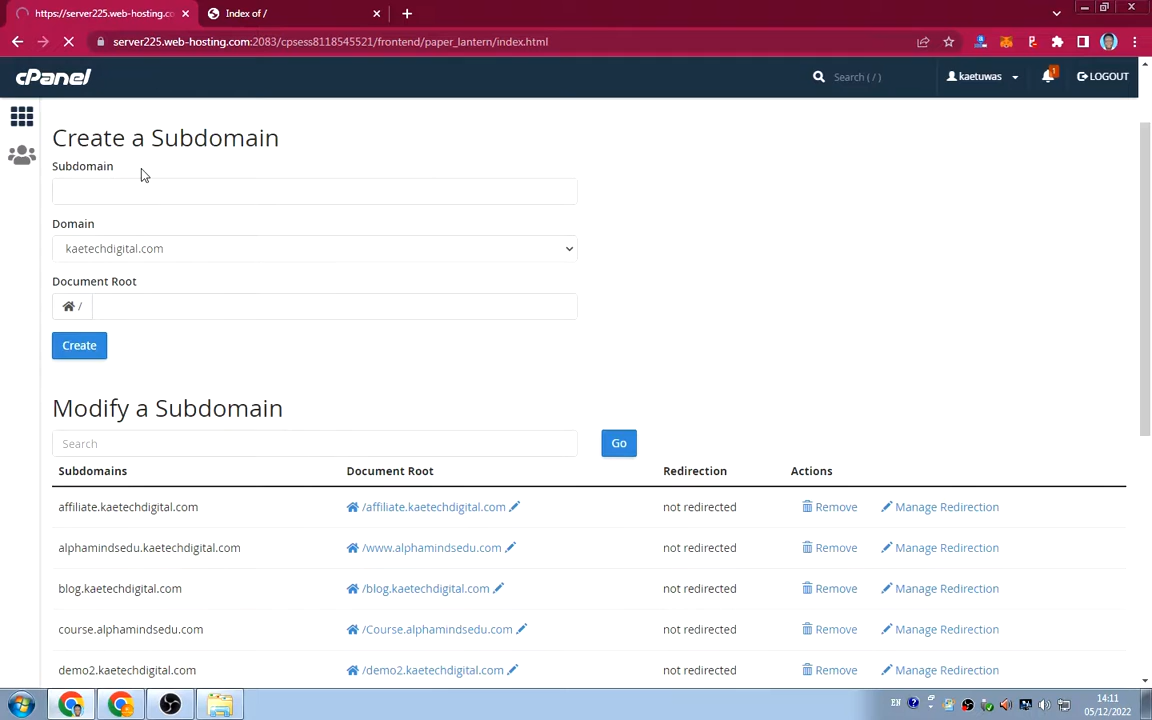 https://server225.web-hosting.co
Index of /
server225.web-hosting.com:2083/cpsess8118545521/frontend/paper_lantern/index.html
cPanel
Search ( / )
kaetuwas
1
LOGOUT
Create a Subdomain
Subdomain
Domain
kaetechdigital.com
Document Root
/
Create
Modify a Subdomain
Search
Go
Subdomains Document Root Redirection Actions
affiliate.kaetechdigital.com /affiliate.kaetechdigital.com not redirected Remove Manage Redirection
alphamindsedu.kaetechdigital.com /www.alphamindsedu.com not redirected Remove Manage Redirection
blog.kaetechdigital.com /blog.kaetechdigital.com not redirected Remove Manage Redirection
course.alphamindsedu.com /Course.alphamindsedu.com not redirected Remove Manage Redirection
demo2.kaetechdigital.com /demo2.kaetechdigital.com not redirected Remove Manage Redirection
EN
14:11
05/12/2022